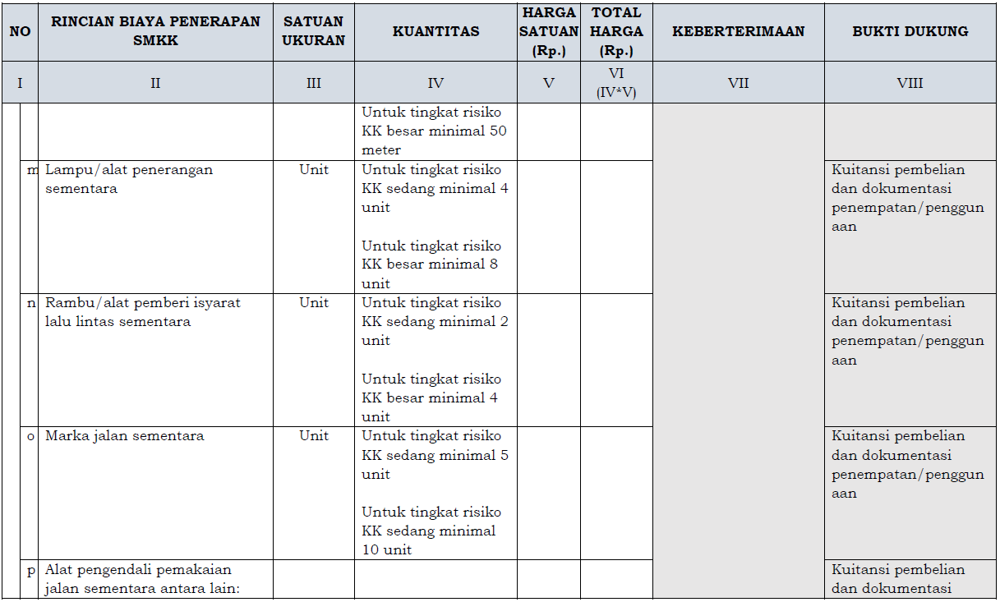 NO
RINCIAN BIAYA PENERAPAN
SMKK
SATUAN
UKURAN
KUANTITAS
HARGA
SATUAN
(Rp.)
TOTAL
HARGA
(Rp.)
KEBERTERIMAAN
BUKTI DUKUNG
I
II
III
IV
V
VI
(IV*V)
VII
VIII
Untuk tingkat risiko
KK besar minimal 50
meter
m
Lampu/alat penerangan
sementara
Unit
Untuk tingkat risiko
KK sedang minimal 4
unit
Untuk tingkat risiko
KK besar minimal 8
unit
Kuitansi pembelian
dan dokumentasi
penempatan/penggun
aan
n
Rambu/alat pemberi isyarat
lalu lintas sementara
Unit
Untuk tingkat risiko
KK sedang minimal 2
unit
Untuk tingkat risiko
KK besar minimal 4
unit
Kuitansi pembelian
dan dokumentasi
penempatan/penggun
aan
o
Marka jalan sementara
Unit
Untuk tingkat risiko
KK sedang minimal 5
unit
Untuk tingkat risiko
KK sedang minimal
10 unit
Kuitansi pembelian
dan dokumentasi
penempatan/penggun
aan
p
Alat pengendali pemakaian
jalan sementara antara lain:
Kuitansi pembelian
dan dokumentasi